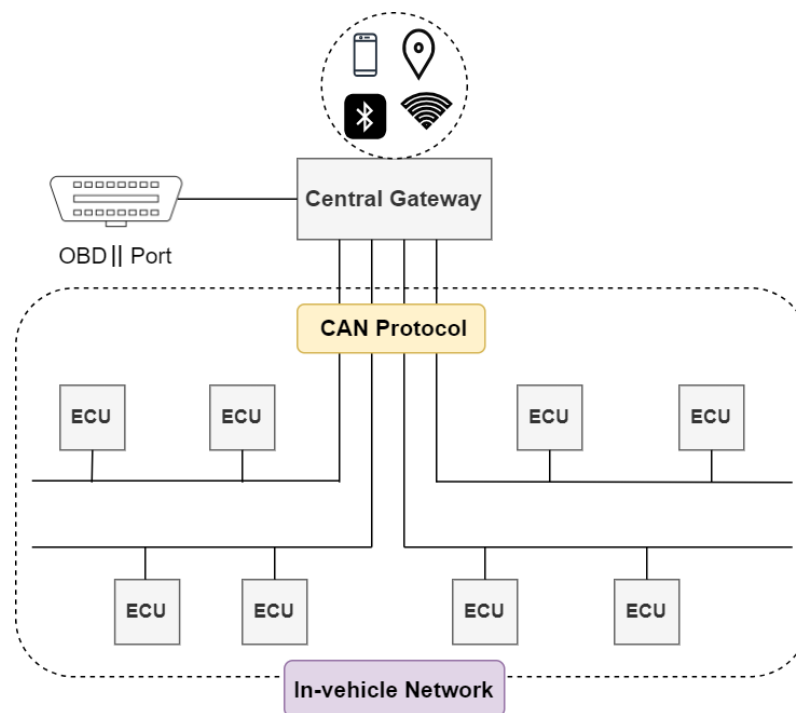 Central Gateway
OBD|| Port
CAN Protocol
ECU
ECU
ECU
ECU
ECU
ECU
ECU
ECU
In-vehicle Network